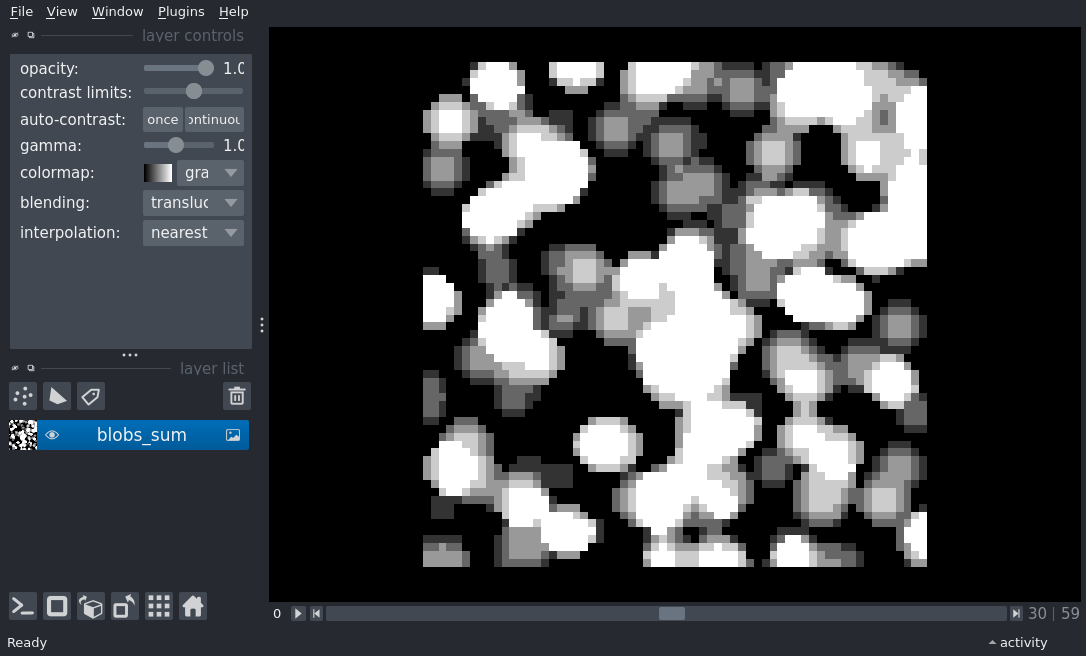 File View Window Plugins Help
layer controls
opacity: 1.0
contrast limits:
auto-contrast: once ontinuou
gamma: 1.0
colormap: gra
blending: transluc
interpolation: nearest
layer list
blobs_sum
0 30 | 59
Ready activity